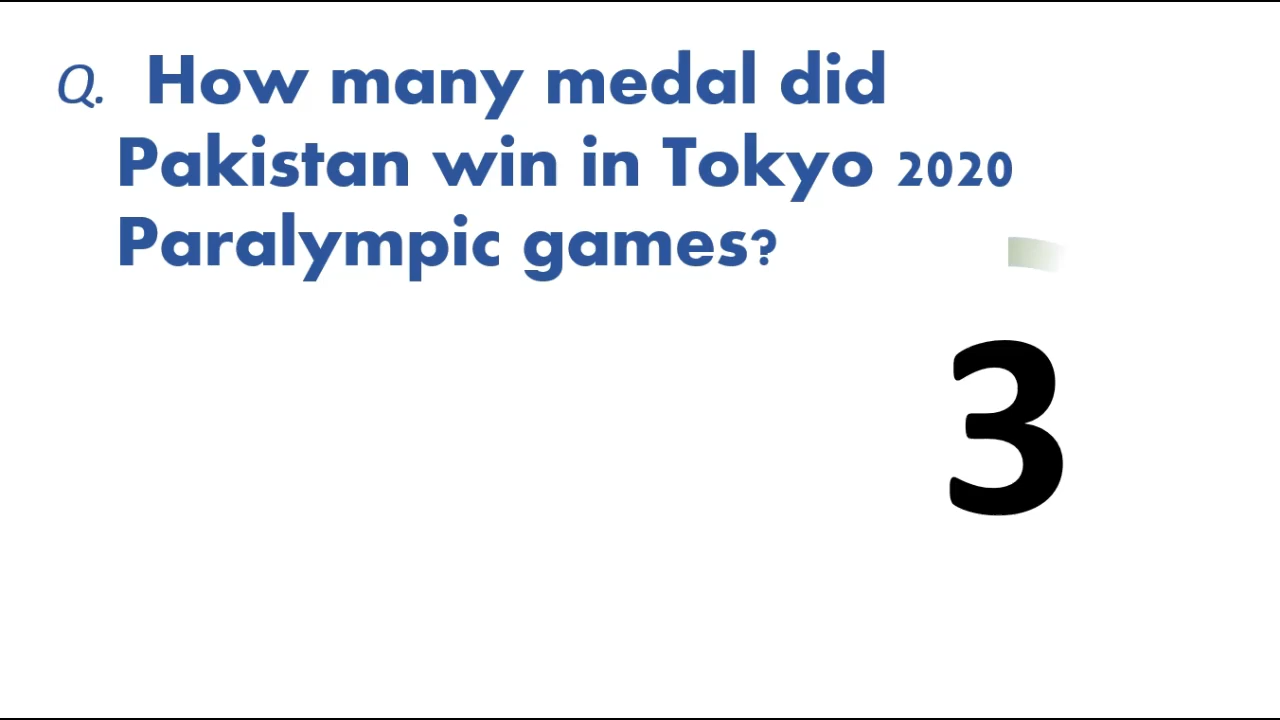 Q. How many medal did
Pakistan win in Tokyo 2020
Paralympic games?
3